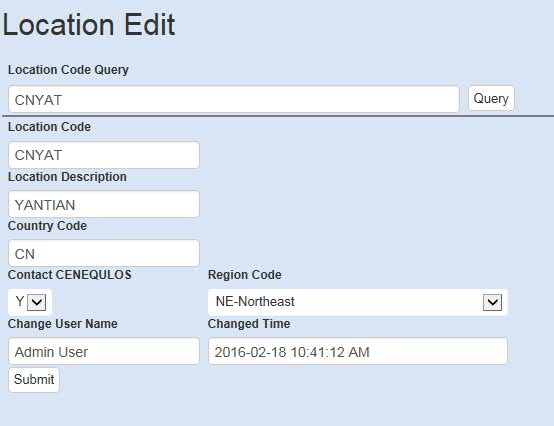 Location Edit
Location Code Query
CNYAT
Query
Location Code
CNYAT
Location Description
YANTIAN
Country Code
CN
Contact CENEQULOS Region Code
Y NE-Northeast
Change User Name Changed Time
Admin User 2016-02-18 10:41:12 AM
Submit